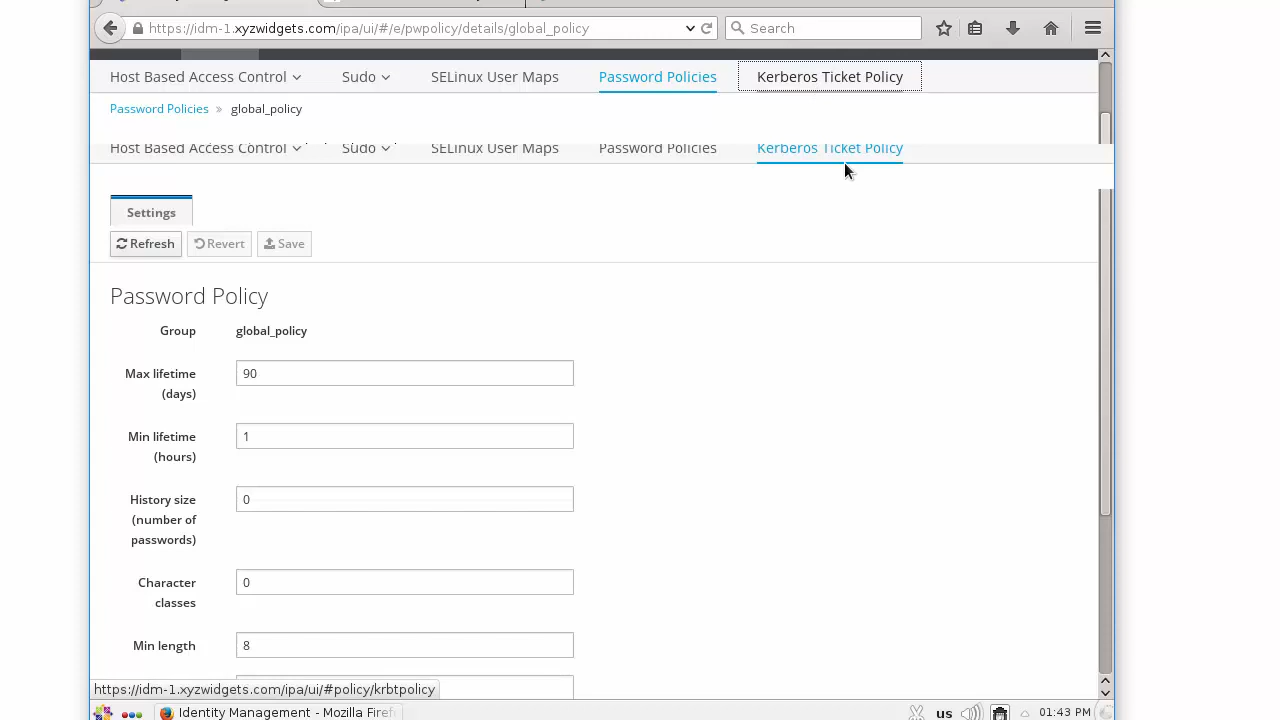 https://idm-1.xyzwidgets.com/ipa/ui/#/e/pwpolicy/details/global_policy
Search
Host Based Access Control Sudo SELinux User Maps Password Policies Kerberos Ticket Policy
Password Policies » global_policy
Host Based Access Control Sudo SELinux User Maps Password Policies Kerberos Ticket Policy
Settings
Refresh Revert Save
Password Policy
Group global_policy
Max lifetime (days) 90
Min lifetime (hours) 1
History size (number of passwords) 0
Character classes 0
Min length 8
https://idm-1.xyzwidgets.com/ipa/ui/#policy/krbtpolicy
Identity Management - Mozilla Firef
us
01:43 PM